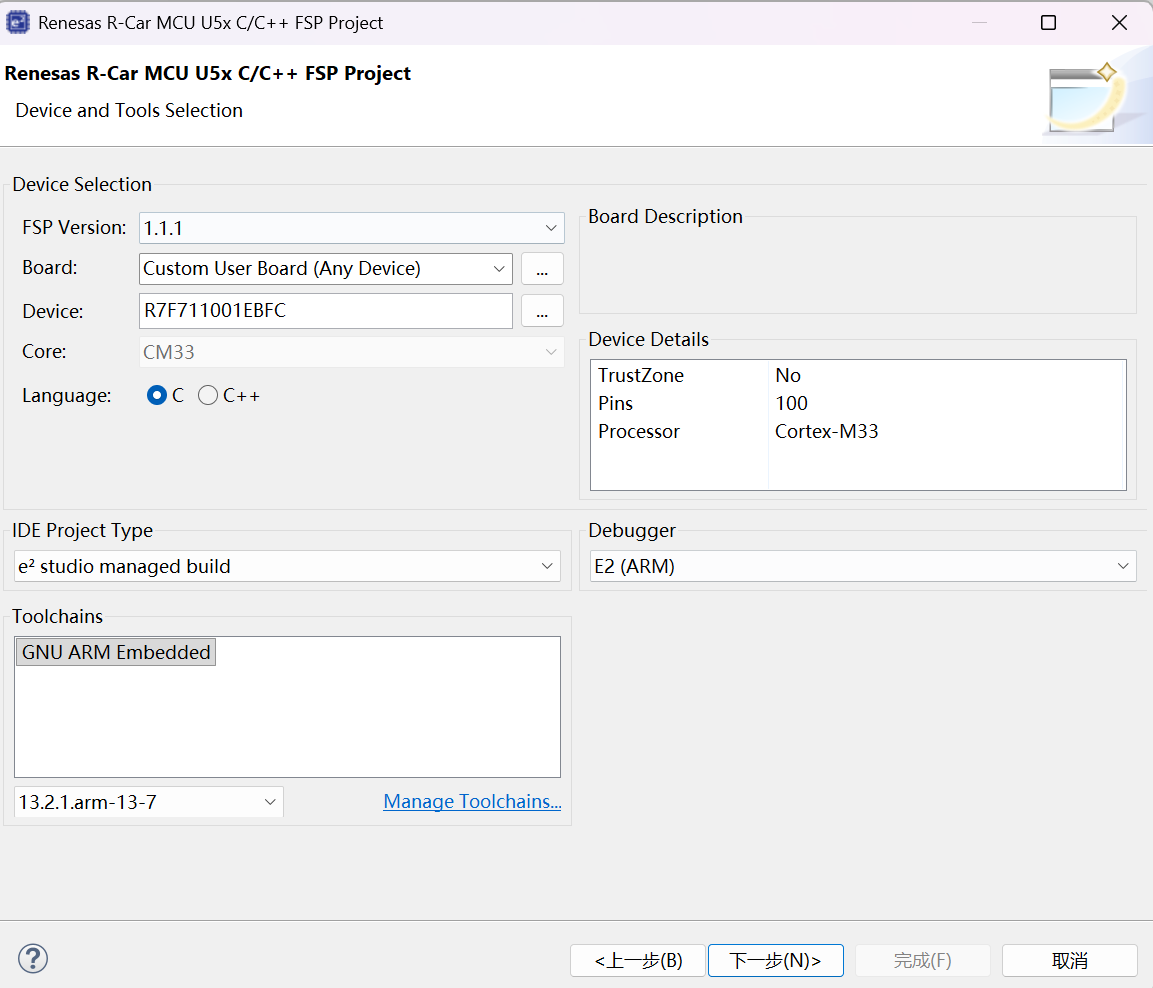 Renesas R-Car MCU U5x C/C++ FSP Project
Renesas R-Car MCU U5x C/C++ FSP Project
Device and Tools Selection
Device Selection
FSP Version: 1.1.1
Board: Custom User Board (Any Device) ...
Device: R7F711001EBFC ...
Core: CM33
Language: C C++
Board Description
Device Details
TrustZone No
Pins 100
Processor Cortex-M33
IDE Project Type
e² studio managed build
Debugger
E2 (ARM)
Toolchains
GNU ARM Embedded
13.2.1.arm-13-7
Manage Toolchains...
?
<上一步(B)
下一步(N)>
完成(F)
取消